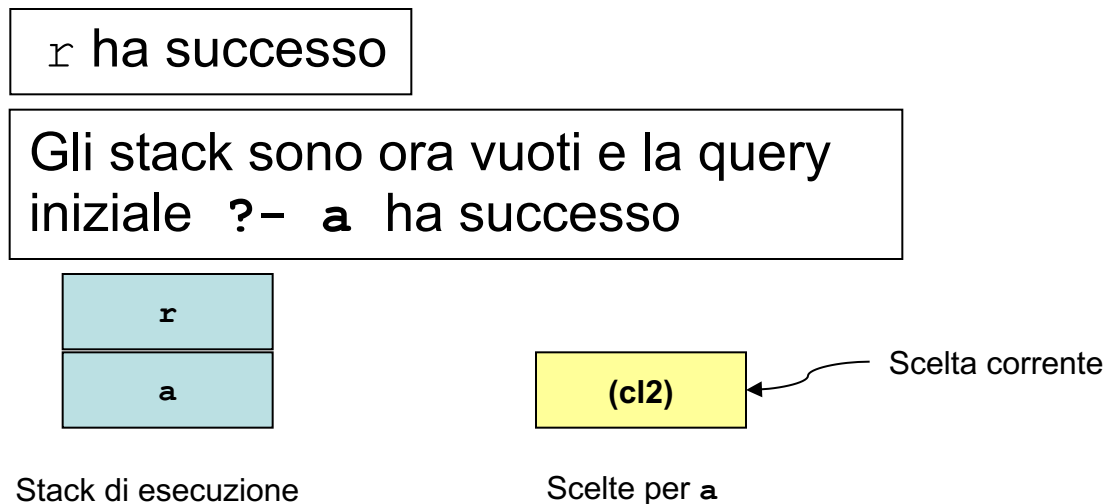 r ha successo
Gli stack sono ora vuoti e la query
iniziale ?- a ha successo
r
a
(cl2)
Scelta corrente
Stack di esecuzione
Scelte per a